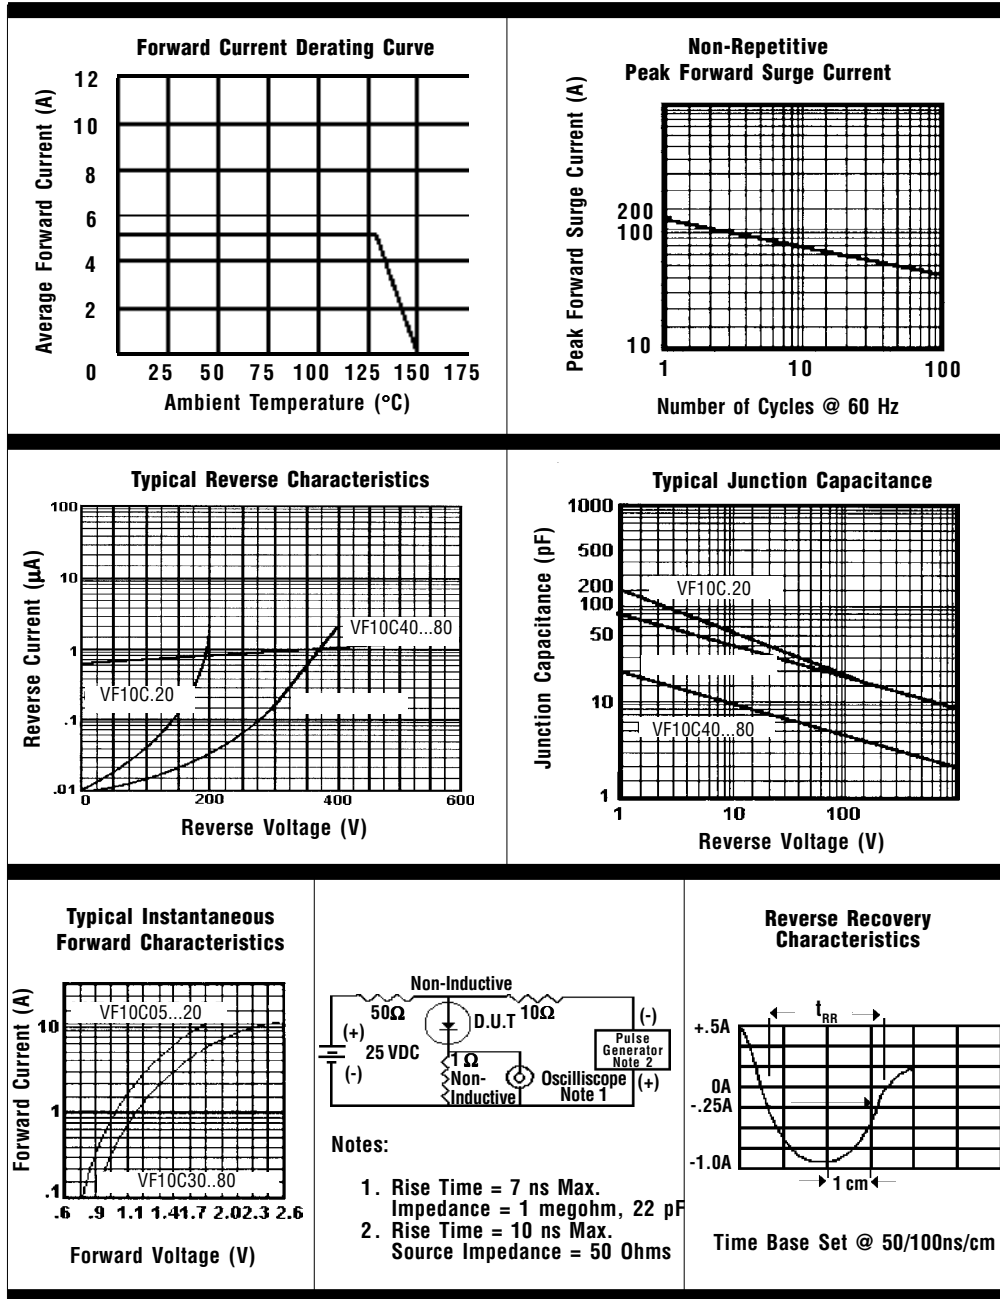 Forward Current Derating Curve
Average Forward Current (A)
12
10
8
6
4
2
0 25 50 75 100 125 150 175
Ambient Temperature (°C)
Non-Repetitive
Peak Forward Surge Current
Peak Forward Surge Current (A)
200
100
10
1 10 100
Number of Cycles @ 60 Hz
Typical Reverse Characteristics
Reverse Current (µA)
100
10
1
.1
.01
VF10C40...80
VF10C.20
0 200 400 600
Reverse Voltage (V)
Typical Junction Capacitance
Junction Capacitance (pF)
1000
500
200
100
50
10
1
VF10C.20
VF10C40...80
1 10 100
Reverse Voltage (V)
Typical Instantaneous
Forward Characteristics
Forward Current (A)
10
1
.1
VF10C05...20
VF10C30..80
.6 .9 1.1 1.41.7 2.02.3 2.6
Forward Voltage (V)
Non-Inductive
50Ω 10Ω
D.U.T
(+)
25 VDC
(-)
1 Ω
Non-
Inductive
Oscilliscope
Note 1
(-)
Pulse
Generator
Note 2
(+)
Notes:
1. Rise Time = 7 ns Max.
Impedance = 1 megohm, 22 pF
2. Rise Time = 10 ns Max.
Source Impedance = 50 Ohms
Reverse Recovery
Characteristics
tRR
+.5A
0A
-.25A
-1.0A
1 cm
Time Base Set @ 50/100ns/cm